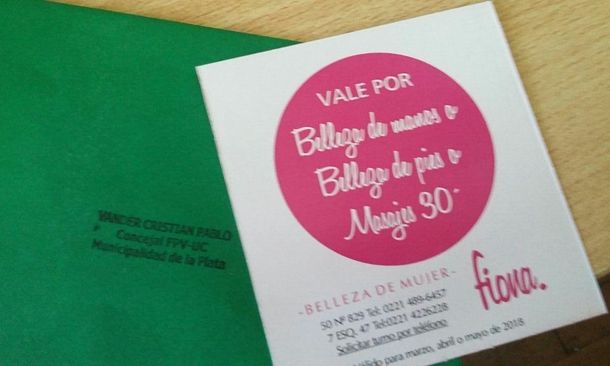 VALE POR
Belleza de manos o
Belleza de pies o
Masajes 30´
-BELLEZA DE MUJER-
fiona.
50 Nº 829 Tel: 0221 489-6457
7 ESQ. 47 Tel:0221 4226228
Solicitar turno por teléfono
Válido para marzo, abril o mayo de 2018
VANDER CRISTIAN PABLO
P Concejal FPV-UC
Municipalidad de la Plata